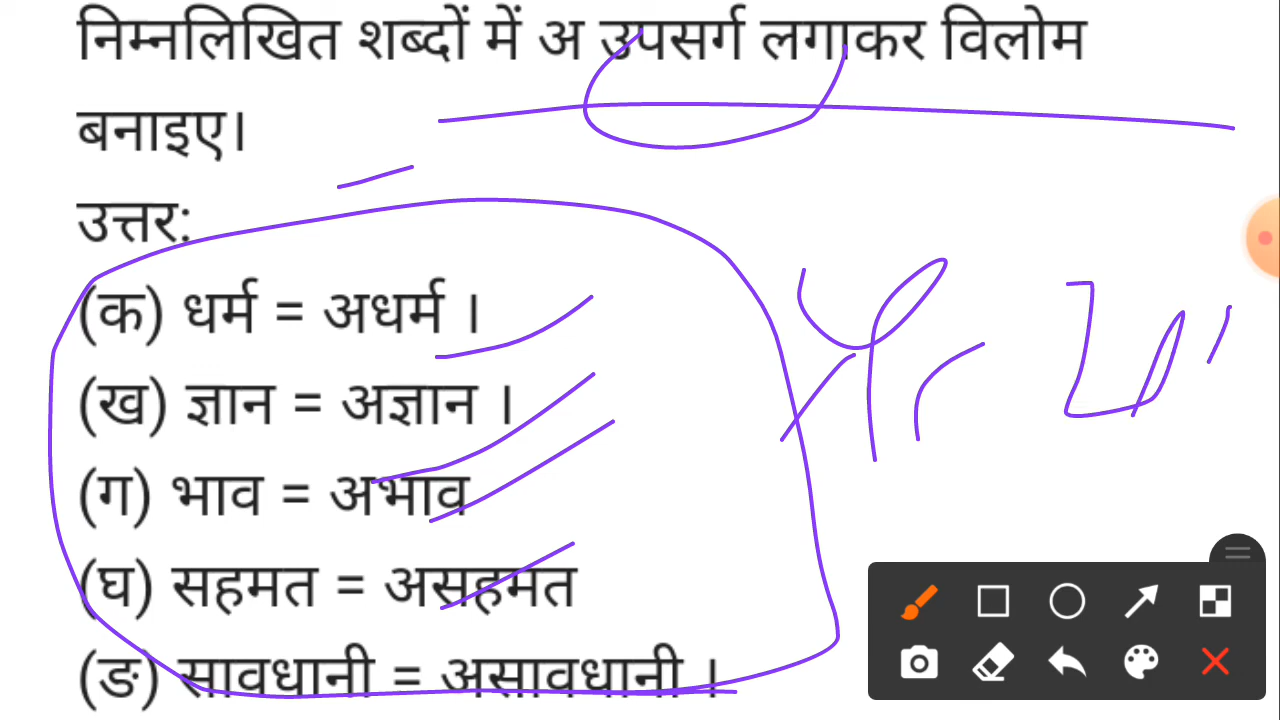 निम्नलिखित शब्दों में अ उपसर्ग लगाकर विलोम
बनाइए।
उत्तर:
(क) धर्म = अधर्म ।
(ख) ज्ञान = अज्ञान ।
(ग) भाव = अभाव
(घ) सहमत = असहमत
(ङ) सावधानी = असावधानी ।